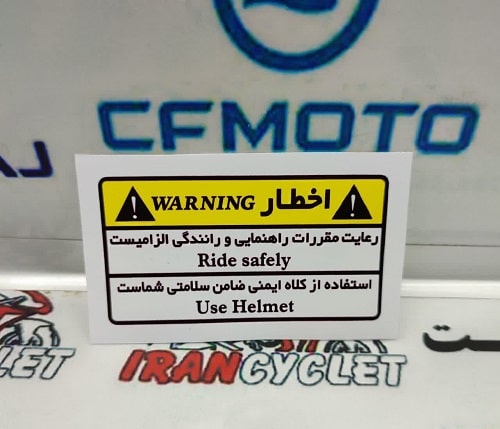 CFMOTO
WARNING اخطار
رعایت مقررات راهنمایی و رانندگی الزامیست
Ride safely
استفاده از کلاه ایمنی ضامن سلامتی شماست
Use Helmet
CYCLET
IRANCYCLET